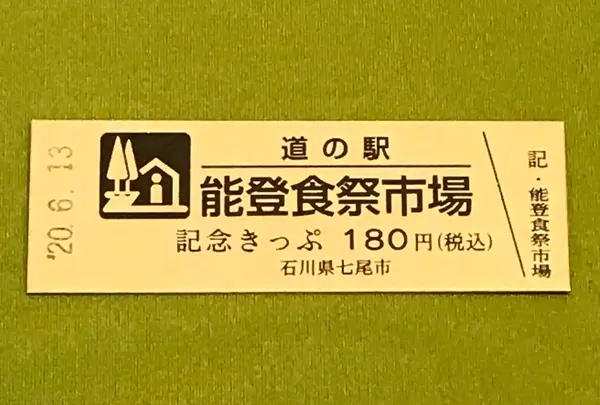 '20.6.13
道の駅
能登食祭市場
記念きっぷ 180円(税込)
石川県七尾市
記・能登食祭市場